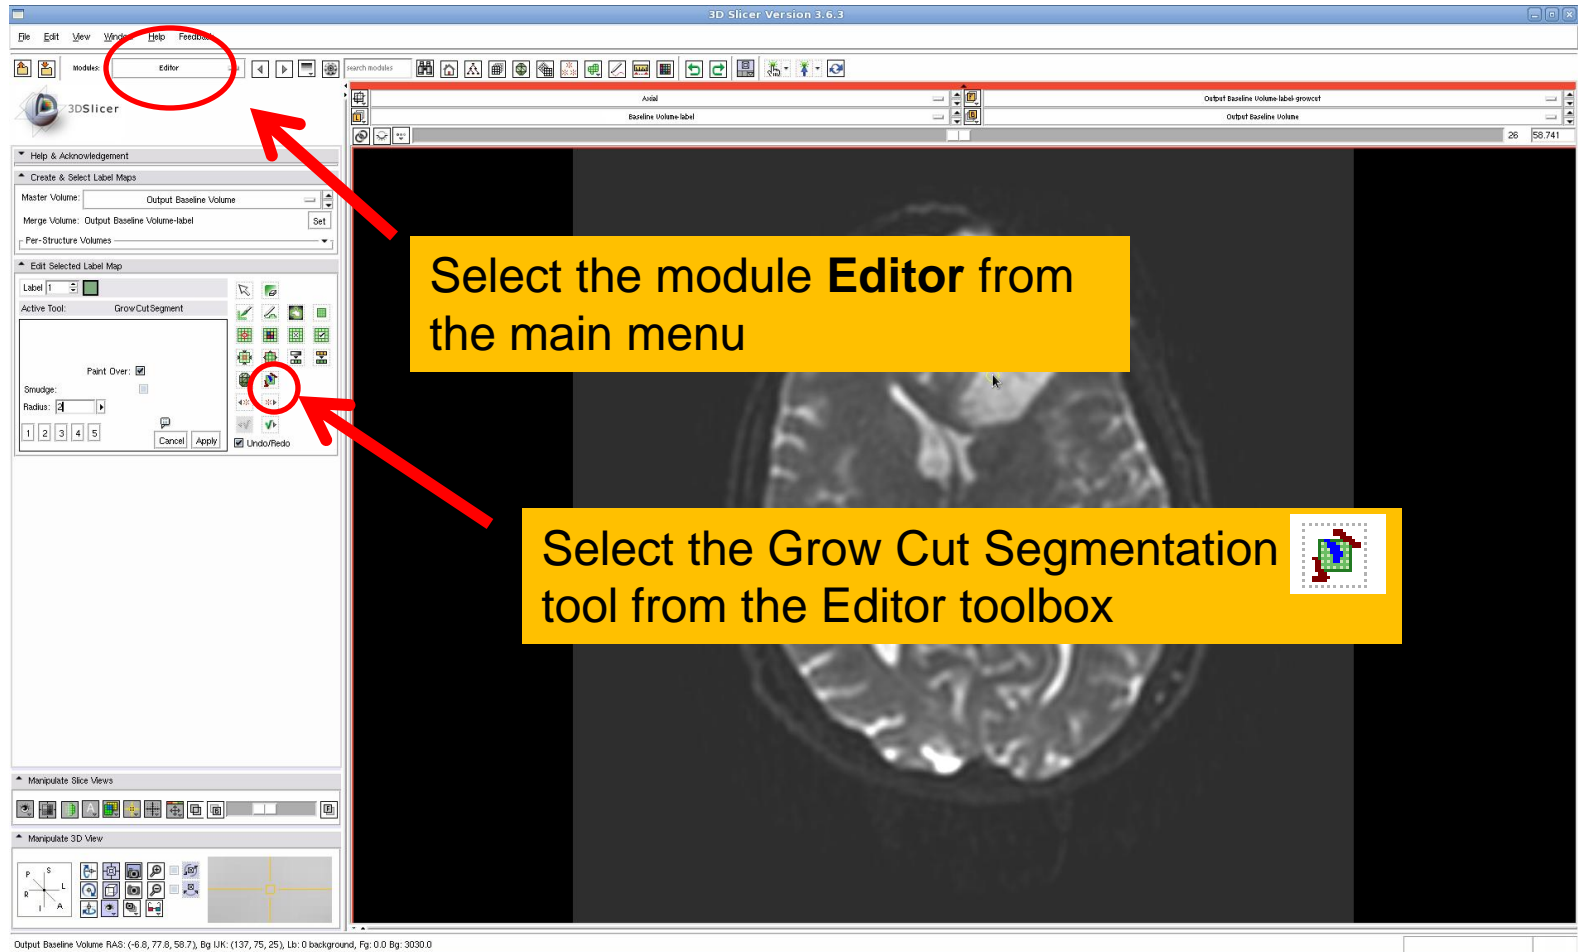 3D Slicer Version 3.6.3
File Edit View Window Help Feedback
Modules: Editor search modules
3DSlicer
Axial
Output Baseline Volume-label-growcut
Baseline Volume-label
Output Baseline Volume
26 58.741
Help & Acknowledgement
Create & Select Label Maps
Master Volume: Output Baseline Volume
Merge Volume: Output Baseline Volume-label Set
Per-Structure Volumes
Edit Selected Label Map
Label 1
Active Tool: GrowCutSegment
Paint Over:
Smudge:
Radius: 2
1 2 3 4 5 Cancel Apply Undo/Redo
Select the module Editor from
the main menu
Select the Grow Cut Segmentation
tool from the Editor toolbox
Manipulate Slice Views
Manipulate 3D View
P S
R L
I A
Output Baseline Volume RAS: (-6.8, 77.8, 58.7), Bg IJK: (137, 75, 25), Lb: 0 background, Fg: 0.0 Bg: 3030.0